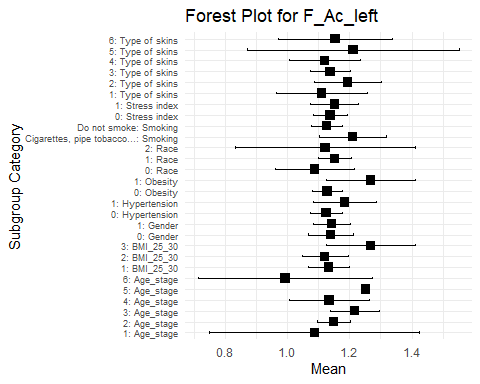 Forest Plot for F_Ac_left
Subgroup Category
6: Type of skins
5: Type of skins
4: Type of skins
3: Type of skins
2: Type of skins
1: Type of skins
1: Stress index
0: Stress index
Do not smoke: Smoking
Cigarettes, pipe tobacco...: Smoking
2: Race
1: Race
0: Race
1: Obesity
0: Obesity
1: Hypertension
0: Hypertension
1: Gender
0: Gender
3: BMI_25_30
2: BMI_25_30
1: BMI_25_30
6: Age_stage
5: Age_stage
4: Age_stage
3: Age_stage
2: Age_stage
1: Age_stage
0.8 1.0 1.2 1.4
Mean